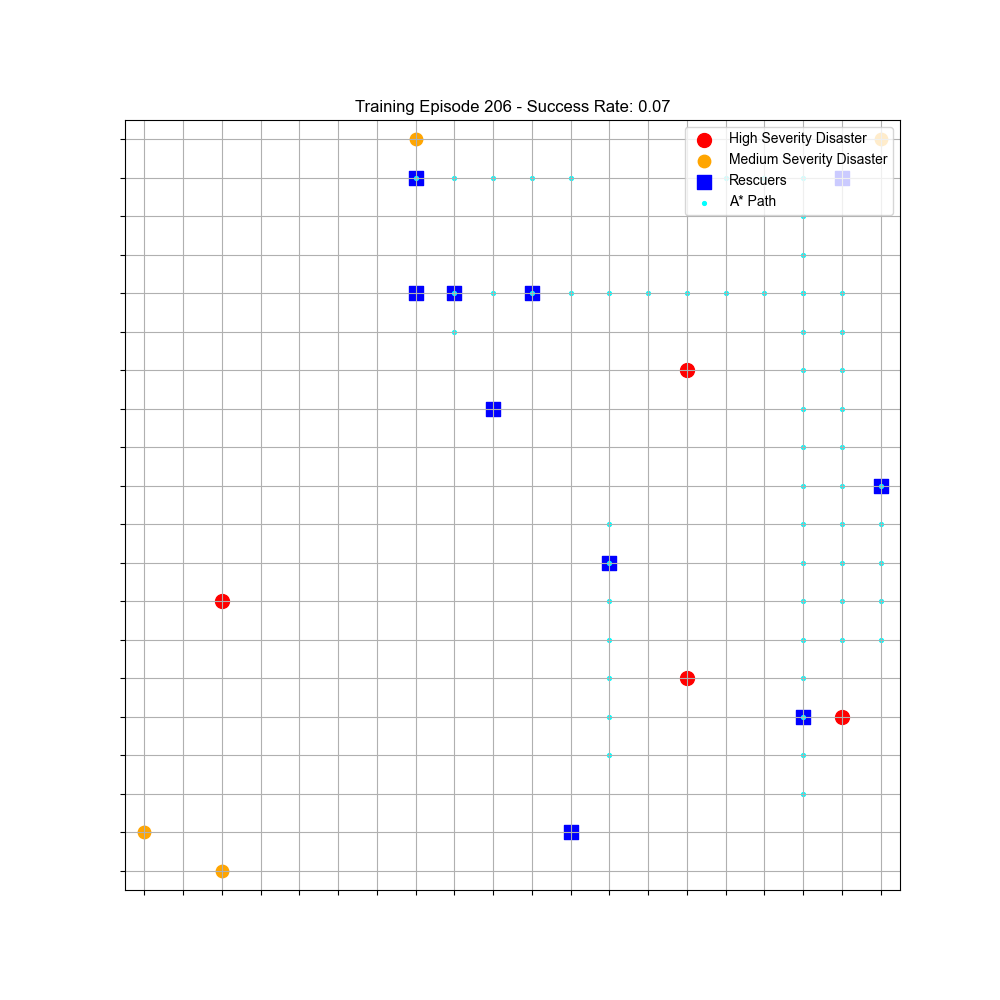 Training Episode 206 - Success Rate: 0.07
High Severity Disaster
Medium Severity Disaster
Rescuers
A* Path